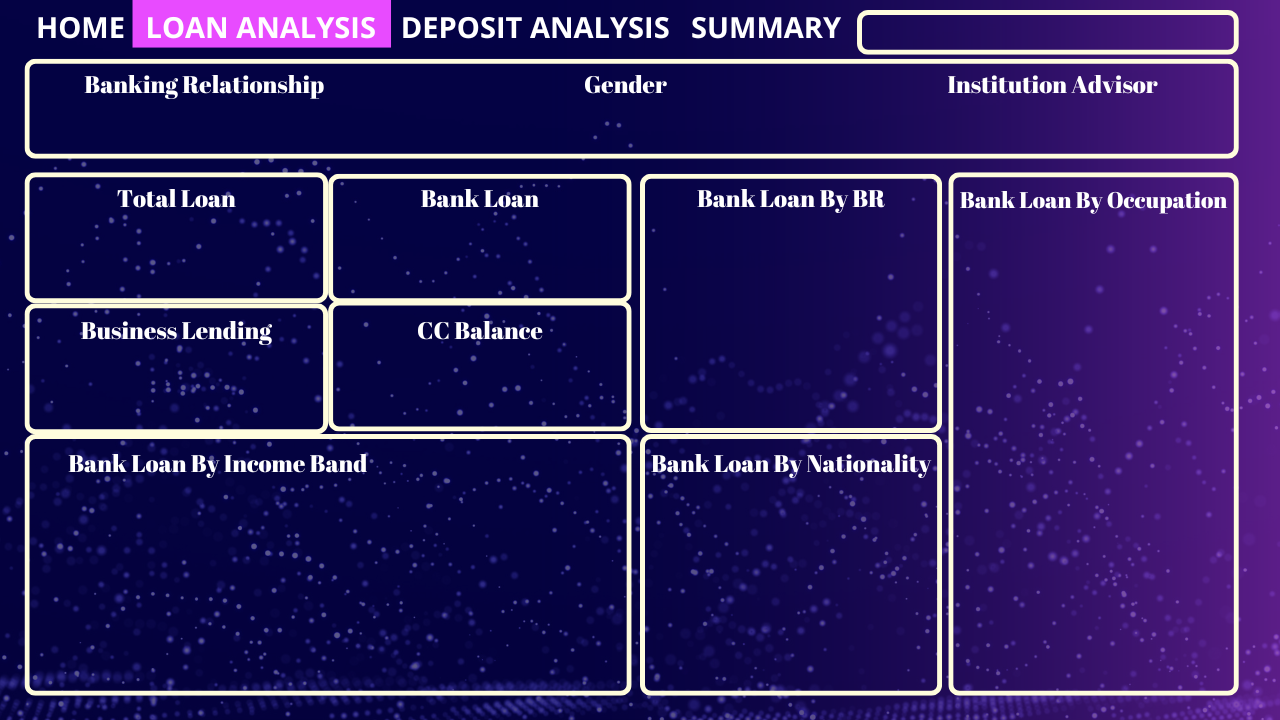 HOME LOAN ANALYSIS DEPOSIT ANALYSIS SUMMARY
Banking Relationship Gender Institution Advisor
Total Loan Bank Loan Bank Loan By BR Bank Loan By Occupation
Business Lending CC Balance
Bank Loan By Income Band Bank Loan By Nationality